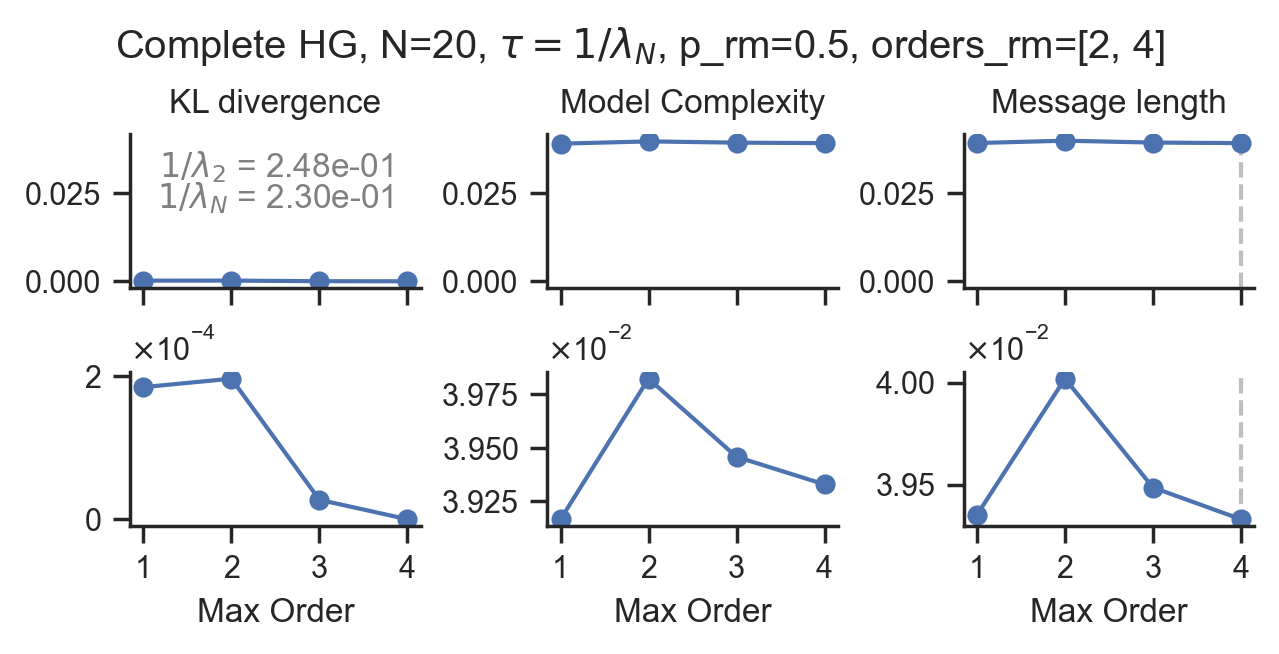 Complete HG, N=20, τ = 1/λ_N, p_rm=0.5, orders_rm=[2, 4]
KL divergence
Model Complexity
Message length
1/λ₂ = 2.48e-01
1/λ_N = 2.30e-01
0.025
0.000
0.025
0.000
0.025
0.000
×10⁻⁴
2
0
×10⁻²
3.975
3.950
3.925
×10⁻²
4.00
3.95
1 2 3 4
1 2 3 4
1 2 3 4
Max Order
Max Order
Max Order